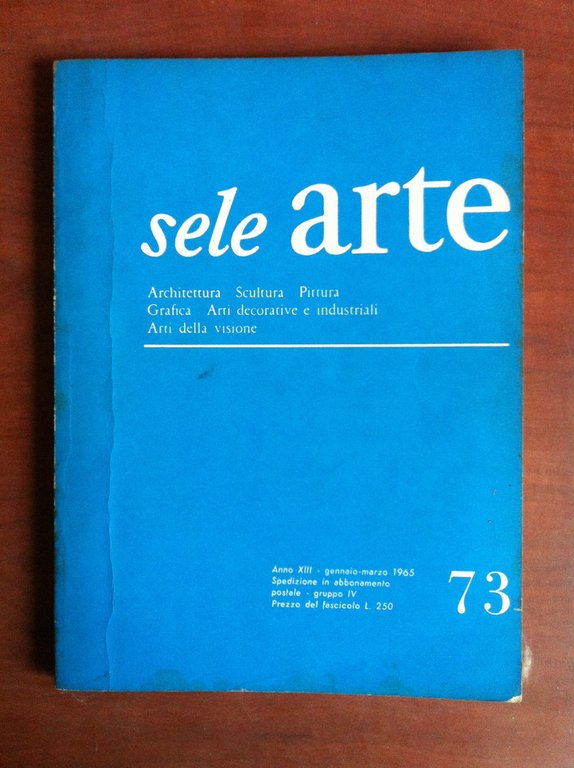 sele arte
Architettura Scultura Pittura
Grafica Arti decorative e industriali
Arti della visione
Anno XIII - gennaio-marzo 1965
Spedizione in abbonamento
postale - gruppo IV
Prezzo del fascicolo L. 250
73